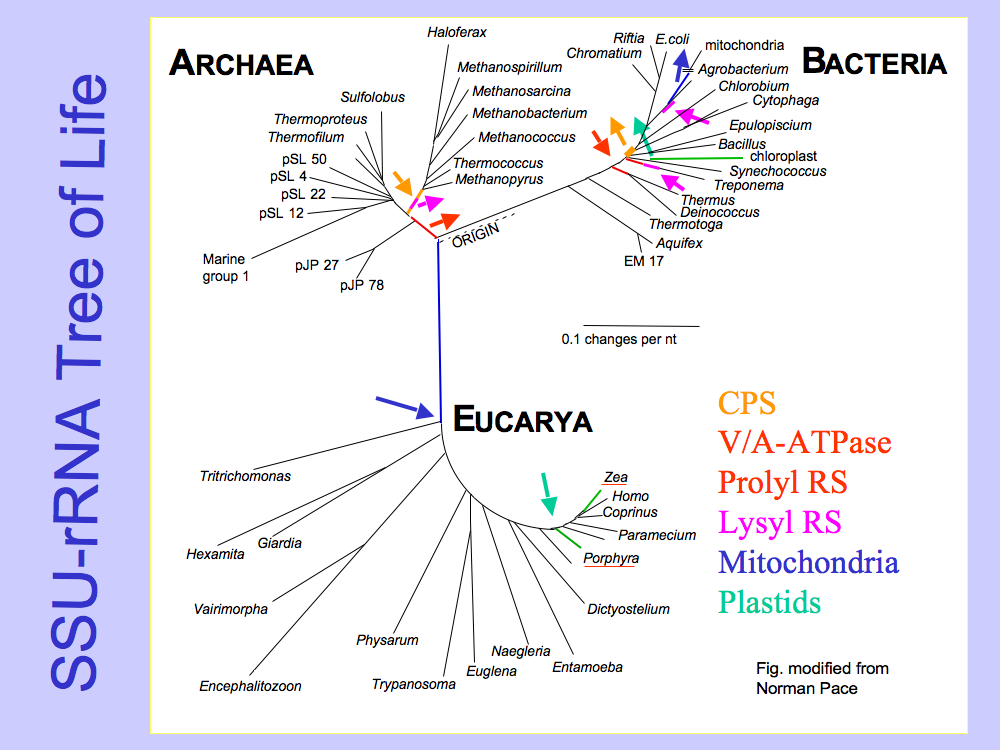 SSU-rRNA Tree of Life
ARCHAEA
BACTERIA
EUCARYA
Haloferax
Methanospirillum
Methanosarcina
Methanobacterium
Methanococcus
Thermococcus
Methanopyrus
Sulfolobus
Thermoproteus
Thermofilum
pSL 50
pSL 4
pSL 22
pSL 12
Marine
group 1
pJP 27
pJP 78
ORIGIN
Riftia
E.coli
mitochondria
Chromatium
Agrobacterium
Chlorobium
Cytophaga
Epulopiscium
Bacillus
chloroplast
Synechococcus
Treponema
Thermus
Deinococcus
Thermotoga
Aquifex
EM 17
0.1 changes per nt
Tritrichomonas
Zea
Homo
Coprinus
Paramecium
Porphyra
Dictyostelium
Entamoeba
Naegleria
Euglena
Trypanosoma
Physarum
Encephalitozoon
Vairimorpha
Giardia
Hexamita
CPS
V/A-ATPase
Prolyl RS
Lysyl RS
Mitochondria
Plastids
Fig. modified from
Norman Pace